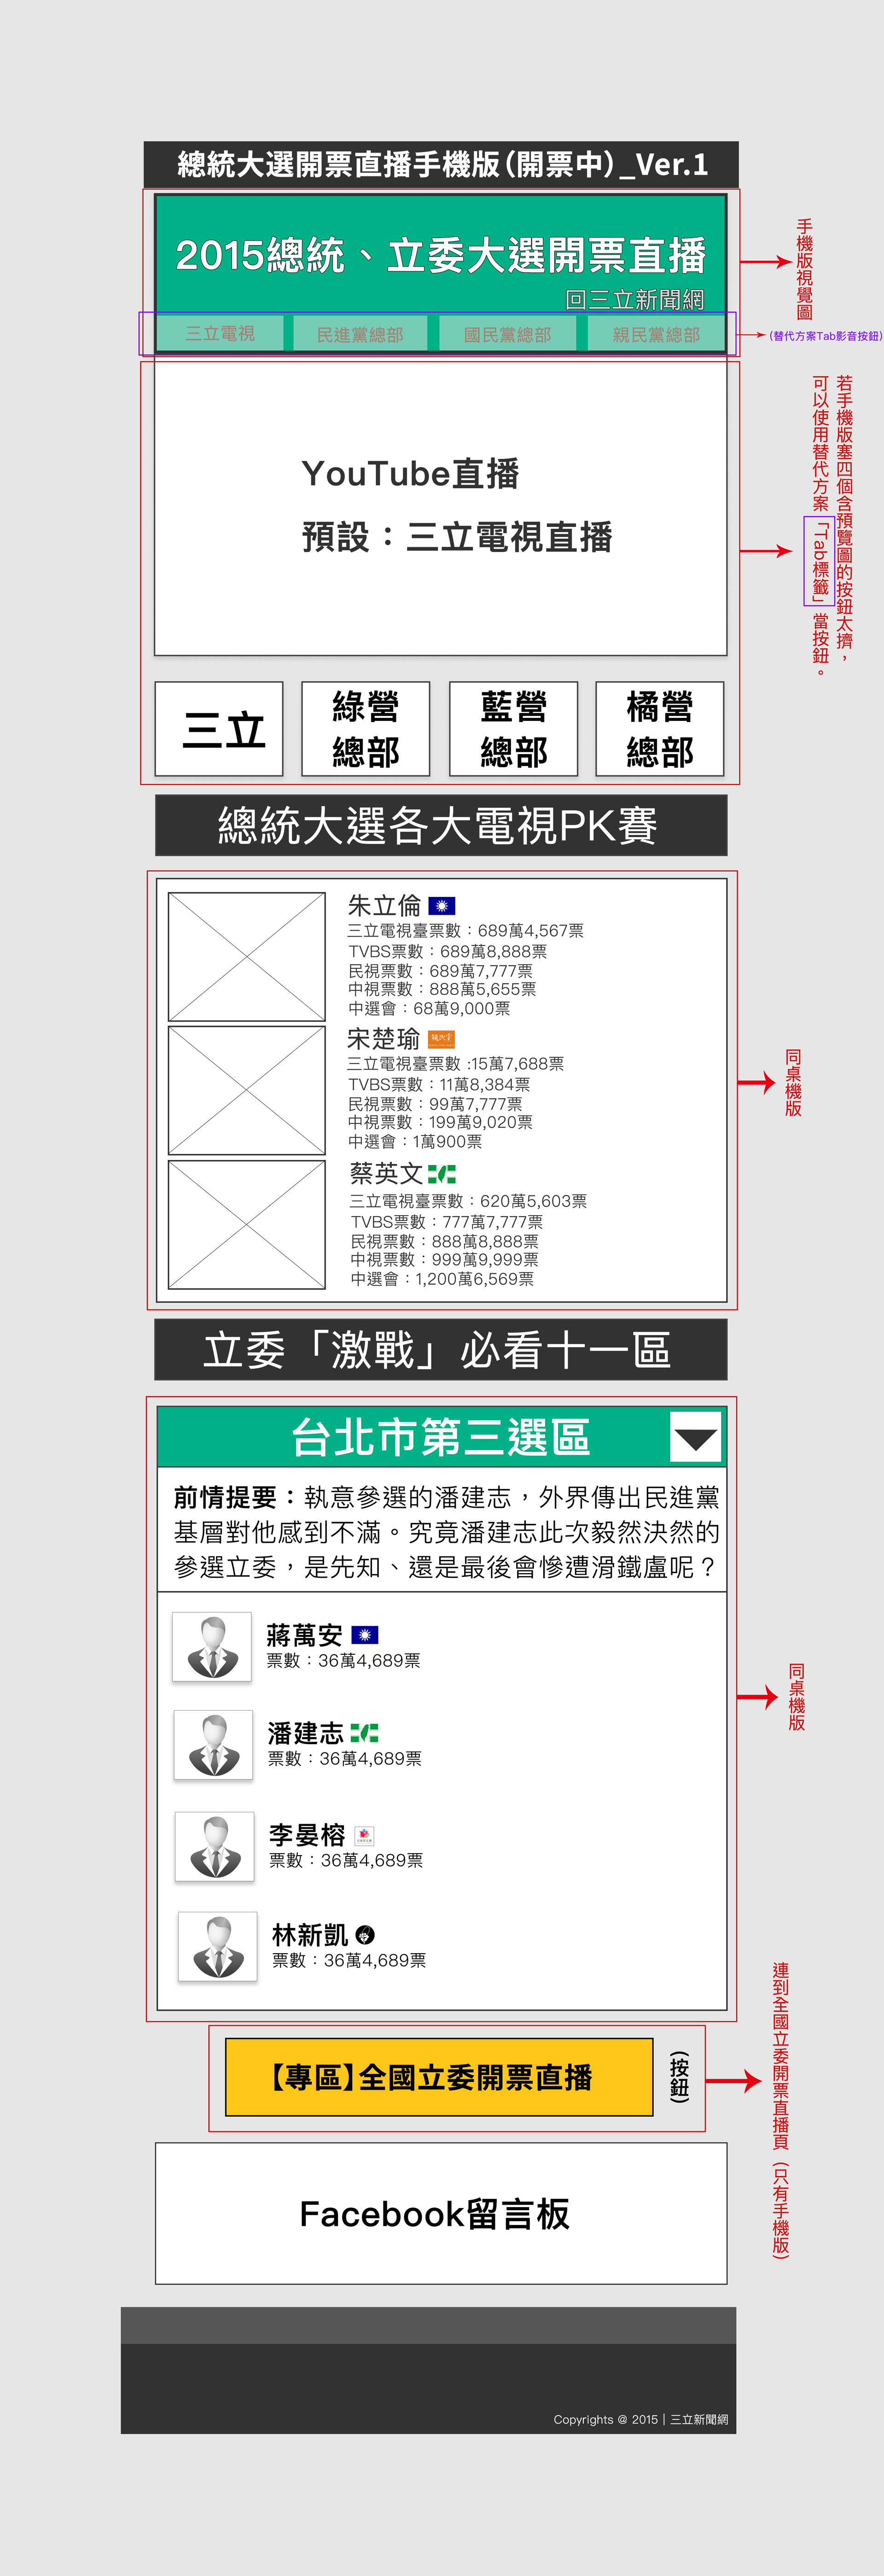 總統大選開票直播手機版(開票中)_Ver.1
2015總統、立委大選開票直播
回三立新聞網
三立電視
民進黨總部
國民黨總部
親民黨總部
手機版視覺圖
(替代方案Tab影音按鈕)
YouTube直播
預設：三立電視直播
若手機版塞四個含預覽圖的按鈕太擠，
可以使用替代方案「Tab標籤」當按鈕。
三立
綠營
總部
藍營
總部
橘營
總部
總統大選各大電視PK賽
朱立倫
三立電視臺票數：689萬4,567票
TVBS票數：689萬8,888票
民視票數：689萬7,777票
中視票數：888萬5,655票
中選會：68萬9,000票
宋楚瑜
三立電視臺票數 :15萬7,688票
TVBS票數：11萬8,384票
民視票數：99萬7,777票
中視票數：199萬9,020票
中選會：1萬900票
蔡英文
三立電視臺票數：620萬5,603票
TVBS票數：777萬7,777票
民視票數：888萬8,888票
中視票數：999萬9,999票
中選會：1,200萬6,569票
同桌機版
立委「激戰」必看十一區
台北市第三選區
前情提要：執意參選的潘建志，外界傳出民進黨
基層對他感到不滿。究竟潘建志此次毅然決然的
參選立委，是先知、還是最後會慘遭滑鐵盧呢？
蔣萬安
票數：36萬4,689票
潘建志
票數：36萬4,689票
李晏榕
票數：36萬4,689票
林新凱
票數：36萬4,689票
同桌機版
【專區】全國立委開票直播
(按鈕)
連到全國立委開票直播頁（只有手機版）
Facebook留言板
Copyrights @ 2015 | 三立新聞網